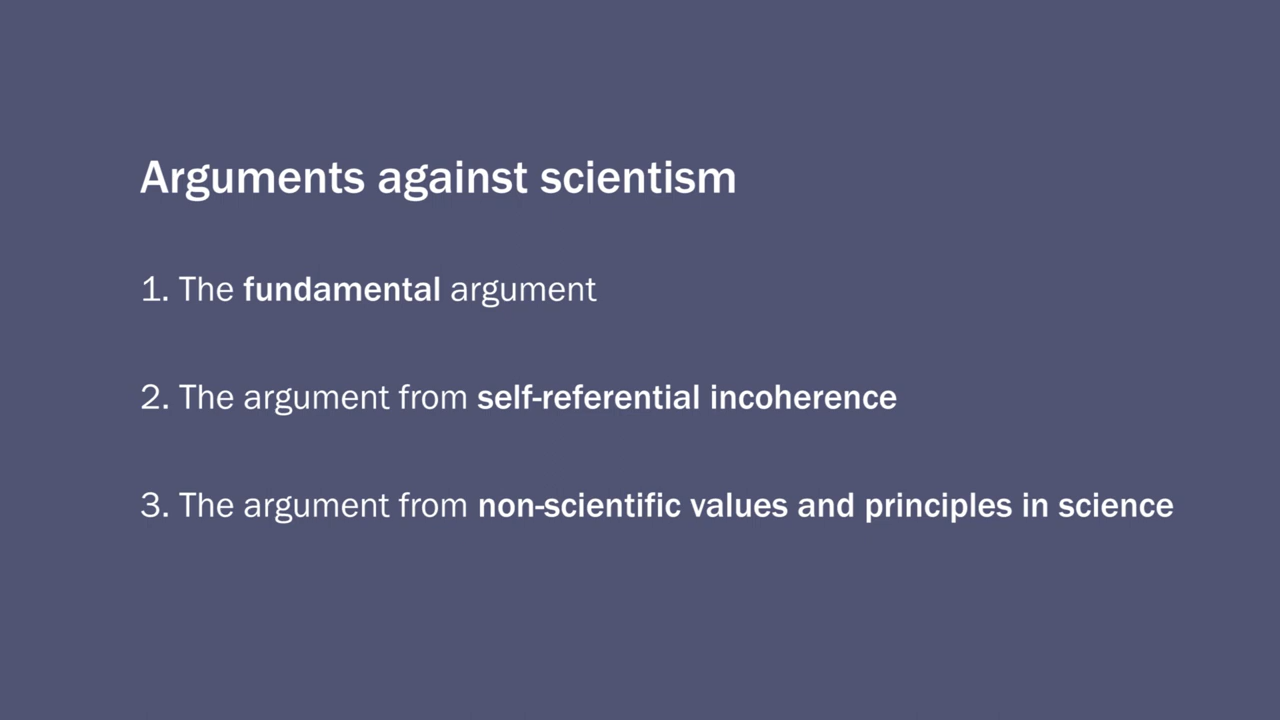 Arguments against scientism
1. The fundamental argument
2. The argument from self-referential incoherence
3. The argument from non-scientific values and principles in science